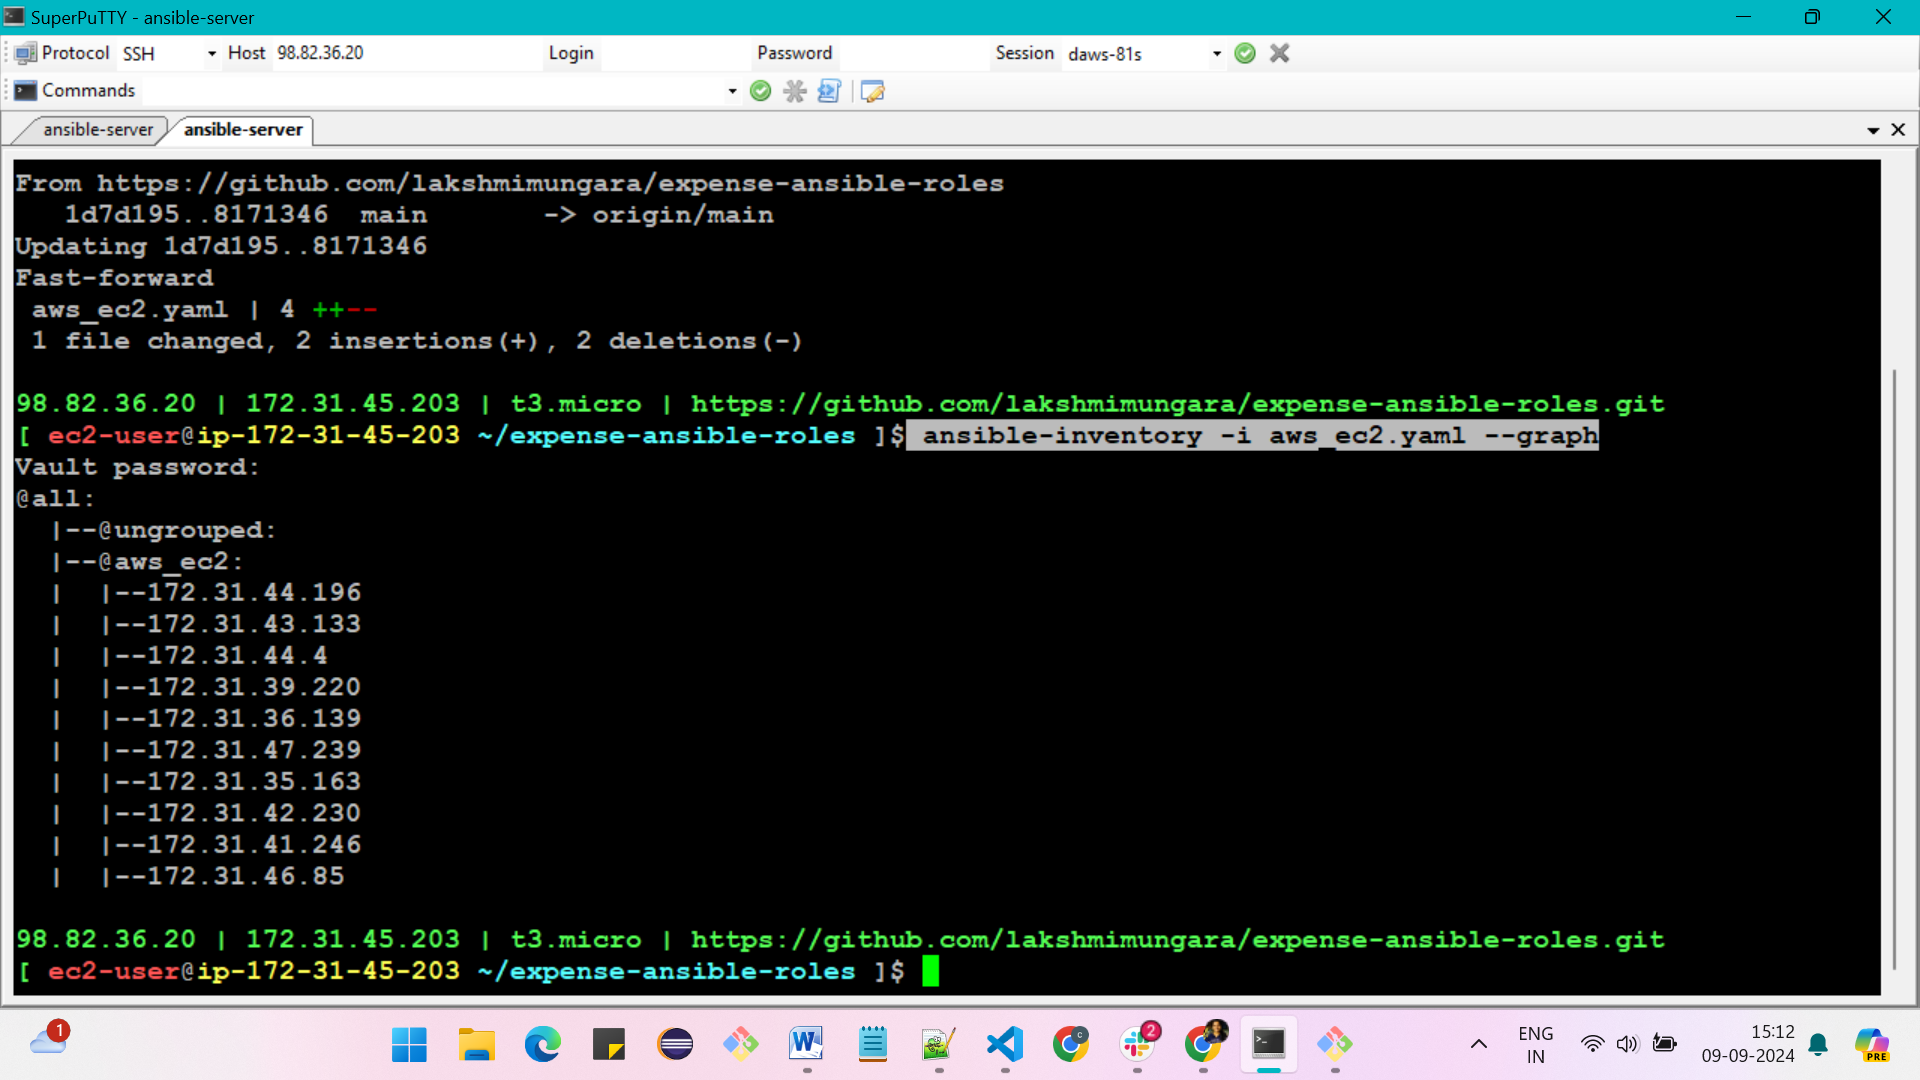 SuperPuTTY - ansible-server
Protocol SSH Host 98.82.36.20 Login Password Session daws-81s
Commands
ansible-server ansible-server
From https://github.com/lakshmimungara/expense-ansible-roles
1d7d195..8171346 main -> origin/main
Updating 1d7d195..8171346
Fast-forward
aws_ec2.yaml | 4 ++--
1 file changed, 2 insertions(+), 2 deletions(-)
98.82.36.20 | 172.31.45.203 | t3.micro | https://github.com/lakshmimungara/expense-ansible-roles.git
[ ec2-user@ip-172-31-45-203 ~/expense-ansible-roles ]$ ansible-inventory -i aws_ec2.yaml --graph
Vault password:
@all:
|--@ungrouped:
|--@aws_ec2:
| |--172.31.44.196
| |--172.31.43.133
| |--172.31.44.4
| |--172.31.39.220
| |--172.31.36.139
| |--172.31.47.239
| |--172.31.35.163
| |--172.31.42.230
| |--172.31.41.246
| |--172.31.46.85
98.82.36.20 | 172.31.45.203 | t3.micro | https://github.com/lakshmimungara/expense-ansible-roles.git
[ ec2-user@ip-172-31-45-203 ~/expense-ansible-roles ]$
1
W
C
2
ENG
IN
15:12
09-09-2024
PRE